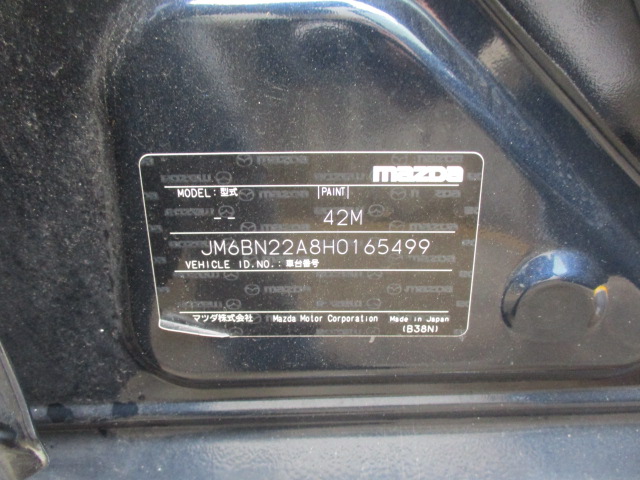 mazda
MODEL: 型式 PAINT
-- 42M
JM6BN22A8H0165499
VEHICLE ID.NO.: 車台番号
マツダ株式会社 Mazda Motor Corporation Made in Japan
(B38N)